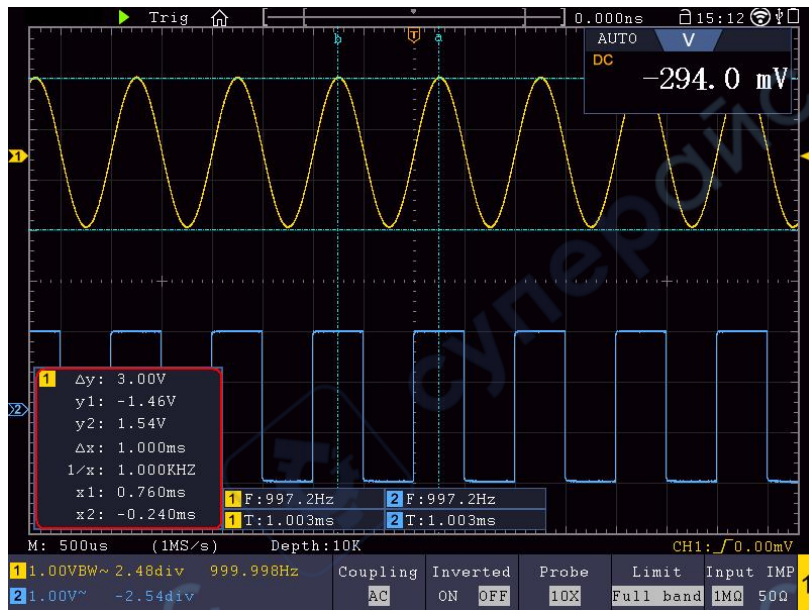 Trig T 0.000ns 15:12
b T a
AUTO V
DC
-294.0 mV
1
2
1 Δy: 3.00V
y1: -1.46V
y2: 1.54V
Δx: 1.000ms
1/x: 1.000KHZ
x1: 0.760ms
x2: -0.240ms
1 F:997.2Hz 2 F:997.2Hz
1 T:1.003ms 2 T:1.003ms
M: 500us (1MS/s) Depth:10K CH1: 0.00mV
1 1.00VBW~ 2.48div 999.998Hz
2 1.00V~ -2.54div
Coupling Inverted Probe Limit Input IMP
AC ON OFF 10X Full band 1MΩ 50Ω
1
суперайс